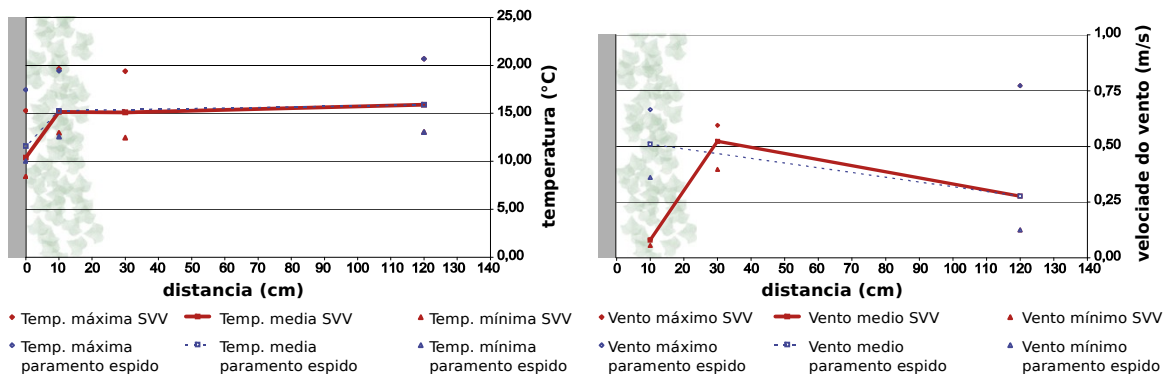 25,00
20,00
15,00
10,00
5,00
0,00
temperatura (°C)
0 10 20 30 40 50 60 70 80 90 100 110 120 130 140
distancia (cm)
Temp. máxima SVV
Temp. media SVV
Temp. mínima SVV
Temp. máxima
paramento espido
Temp. media
paramento espido
Temp. mínima
paramento espido
1,00
0,75
0,50
0,25
0,00
velociade do vento (m/s)
0 10 20 30 40 50 60 70 80 90 100 110 120 130 140
distancia (cm)
Vento máximo SVV
Vento medio SVV
Vento mínimo SVV
Vento máximo
paramento espido
Vento medio
paramento espido
Vento mínimo
paramento espido